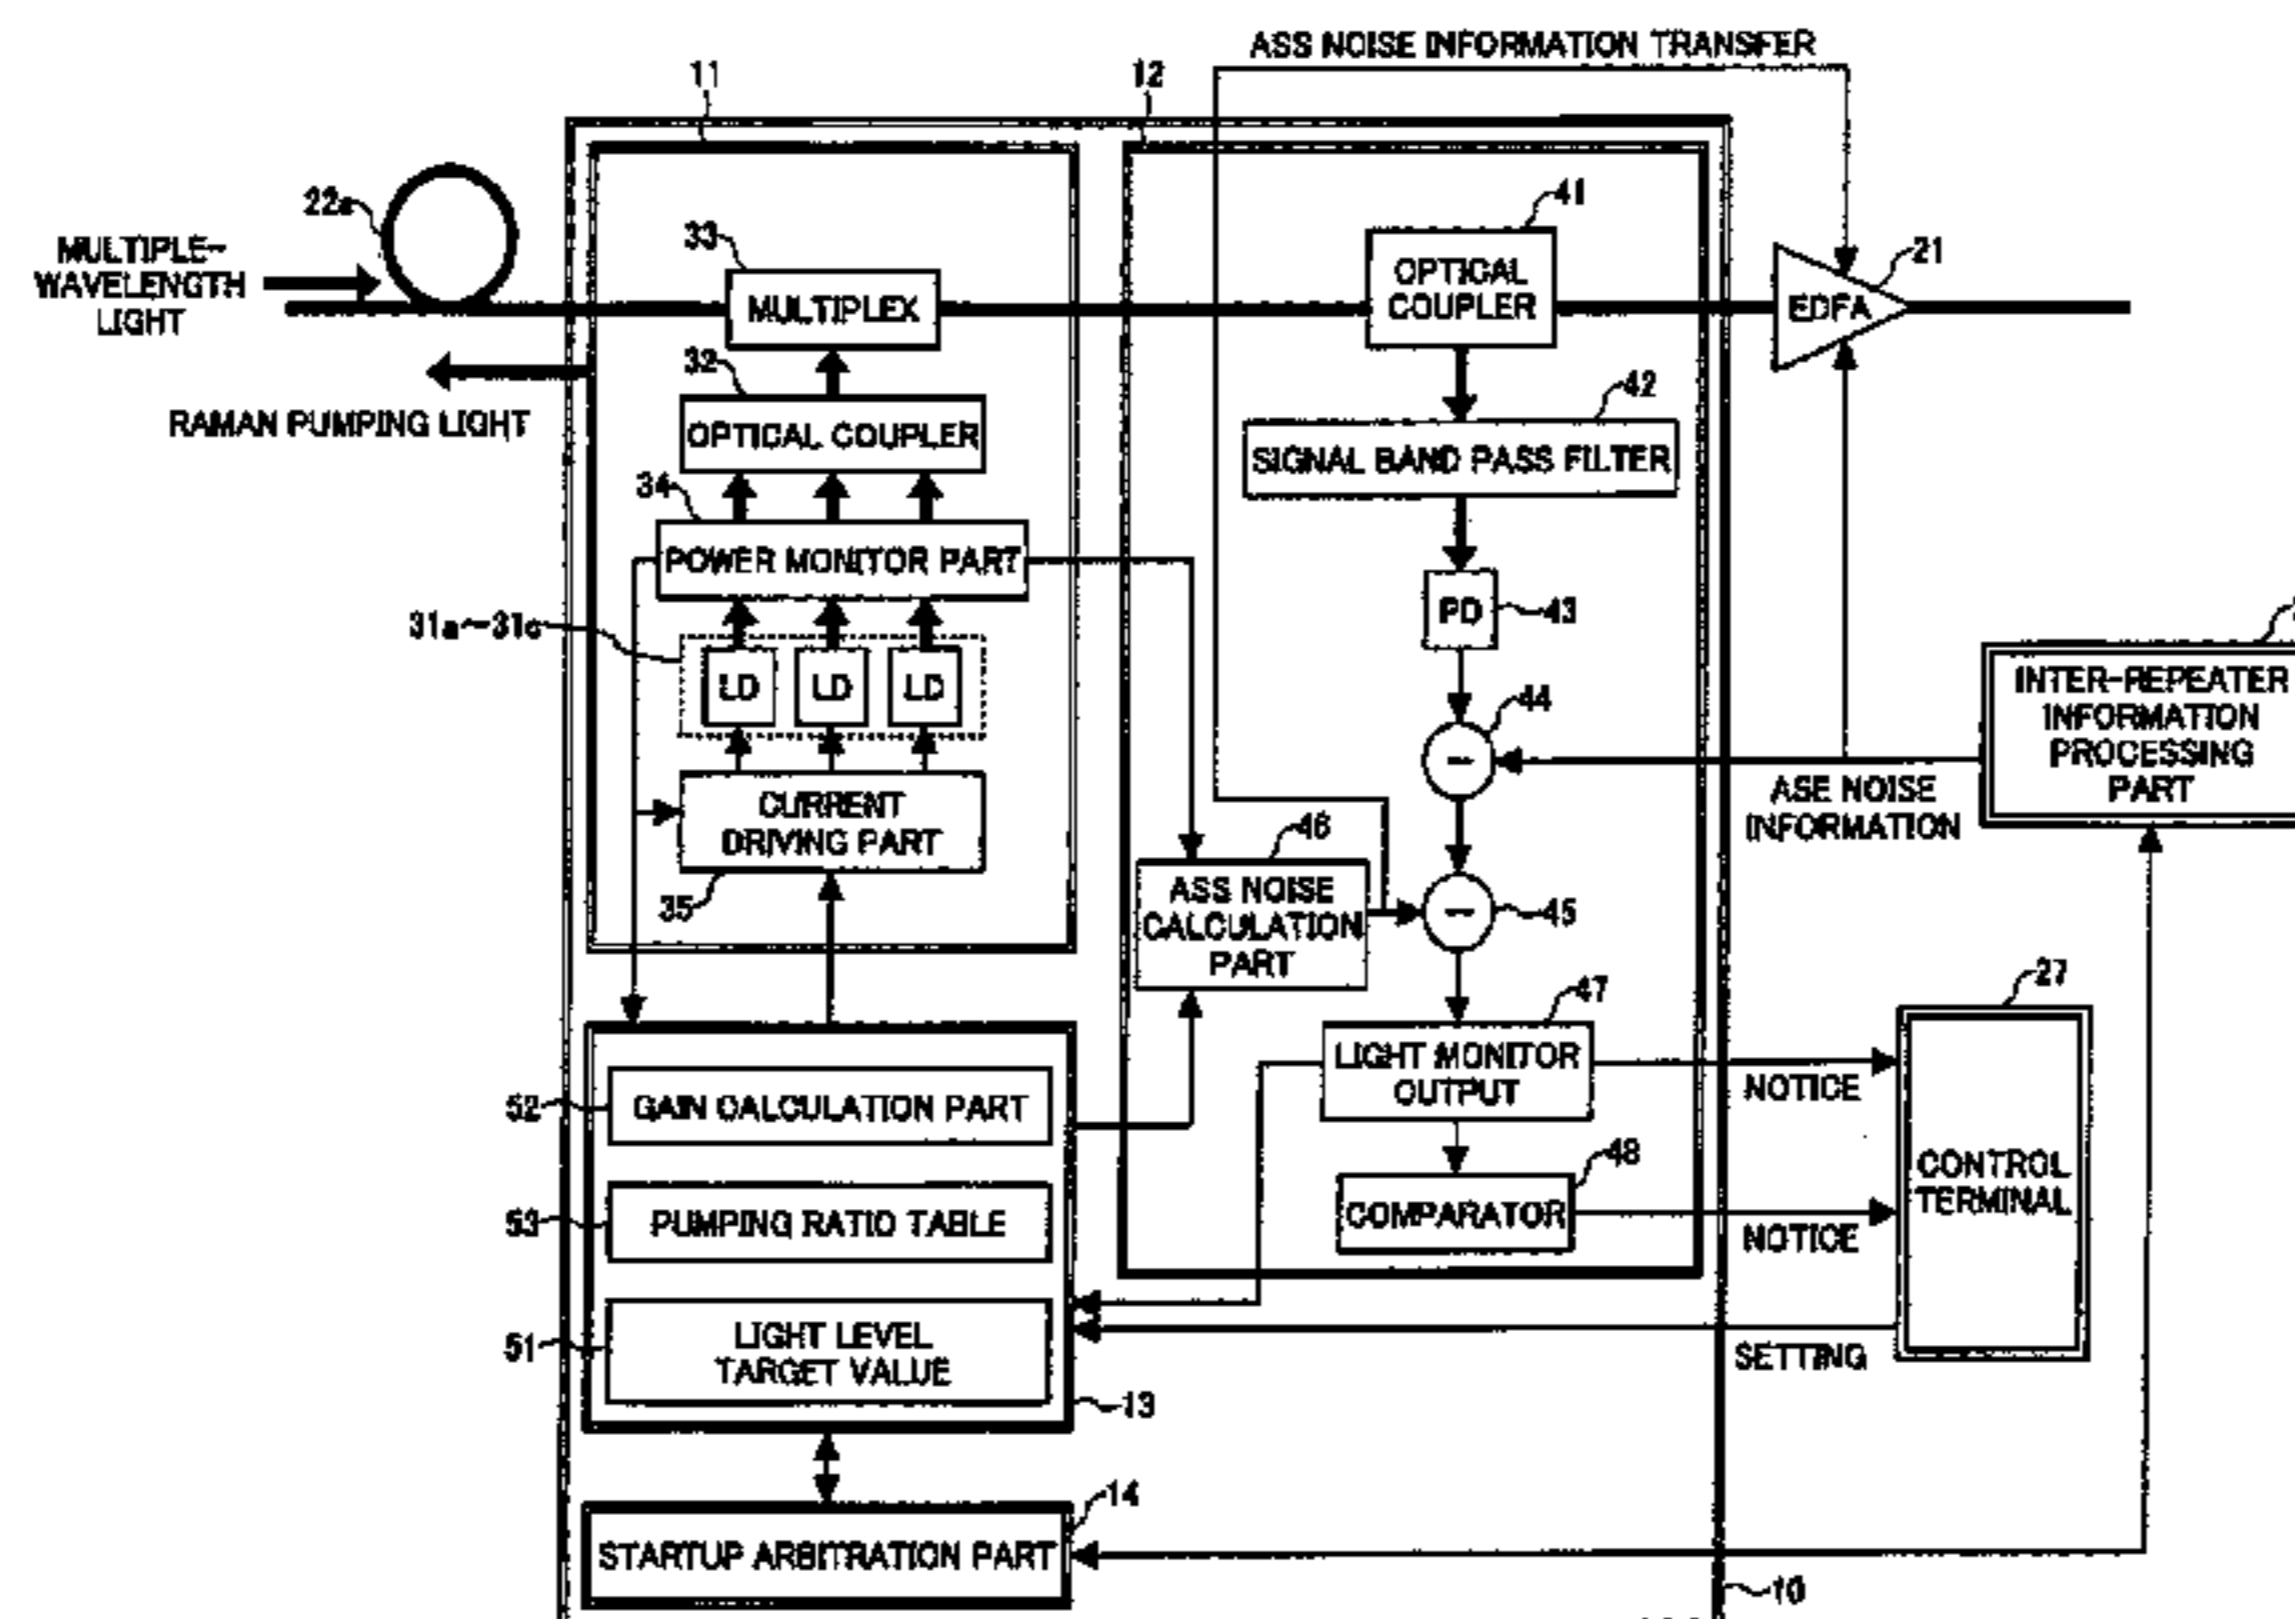 ASS NOISE INFORMATION TRANSFER
11
12
22a
MULTIPLE-
WAVELENGTH
LIGHT
33
MULTIPLEX
41
OPTICAL
COUPLER
21
EDFA
RAMAN PUMPING LIGHT
32
OPTICAL COUPLER
42
SIGNAL BAND PASS FILTER
34
POWER MONITOR PART
PD
43
31a~31c
LD LD LD
INTER-REPEATER
INFORMATION
PROCESSING
PART
44
-
ASE NOISE
INFORMATION
CURRENT
DRIVING PART
35
46
ASS NOISE
CALCULATION
PART
-
45
27
47
LIGHT MONITOR
OUTPUT
NOTICE
52
GAIN CALCULATION PART
CONTROL
TERMINAL
48
COMPARATOR
NOTICE
53
PUMPING RATIO TABLE
51
LIGHT LEVEL
TARGET VALUE
SETTING
13
14
STARTUP ARBITRATION PART
10